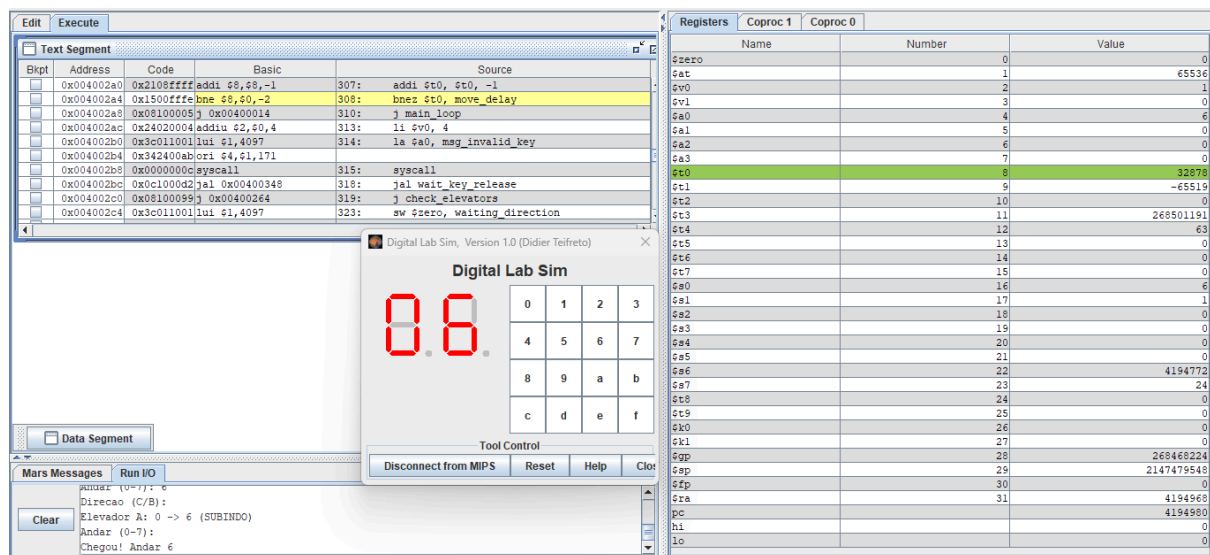 Edit Execute
Text Segment
Bkpt Address Code Basic Source
0x004002a0 0x2108ffff addi $8,$8,-1 307: addi $t0, $t0, -1
0x004002a4 0x1500fffe bne $8,$0,-2 308: bnez $t0, move_delay
0x004002a8 0x08100005 j 0x00400014 310: j main_loop
0x004002ac 0x24020004 addiu $2,$0,4 313: li $v0, 4
0x004002b0 0x3c011001 lui $1,4097 314: la $a0, msg_invalid_key
0x004002b4 0x342400ab ori $4,$1,171
0x004002b8 0x0000000c syscall 315: syscall
0x004002bc 0x0c1000d2 jal 0x00400348 318: jal wait_key_release
0x004002c0 0x08100099 j 0x00400264 319: j check_elevators
0x004002c4 0x3c011001 lui $1,4097 323: sw $zero, waiting_direction
Digital Lab Sim, Version 1.0 (Didier Teifreto)
Digital Lab Sim
06
0 1 2 3
4 5 6 7
8 9 a b
c d e f
Tool Control
Disconnect from MIPS Reset Help Clos
Data Segment
Mars Messages Run I/O
Clear
Andar (0-7): 6
Direcao (C/B):
Elevador A: 0 -> 6 (SUBINDO)
Andar (0-7):
Chegou! Andar 6
Registers Coproc 1 Coproc 0
Name Number Value
$zero 0 0
$at 1 65536
$v0 2 1
$v1 3 0
$a0 4 6
$a1 5 0
$a2 6 0
$a3 7 0
$t0 8 32878
$t1 9 -65519
$t2 10 0
$t3 11 268501191
$t4 12 63
$t5 13 0
$t6 14 0
$t7 15 0
$s0 16 6
$s1 17 1
$s2 18 0
$s3 19 0
$s4 20 0
$s5 21 0
$s6 22 4194772
$s7 23 24
$t8 24 0
$t9 25 0
$k0 26 0
$k1 27 0
$gp 28 268468224
$sp 29 2147479548
$fp 30 0
$ra 31 4194968
pc 4194980
hi 0
lo 0